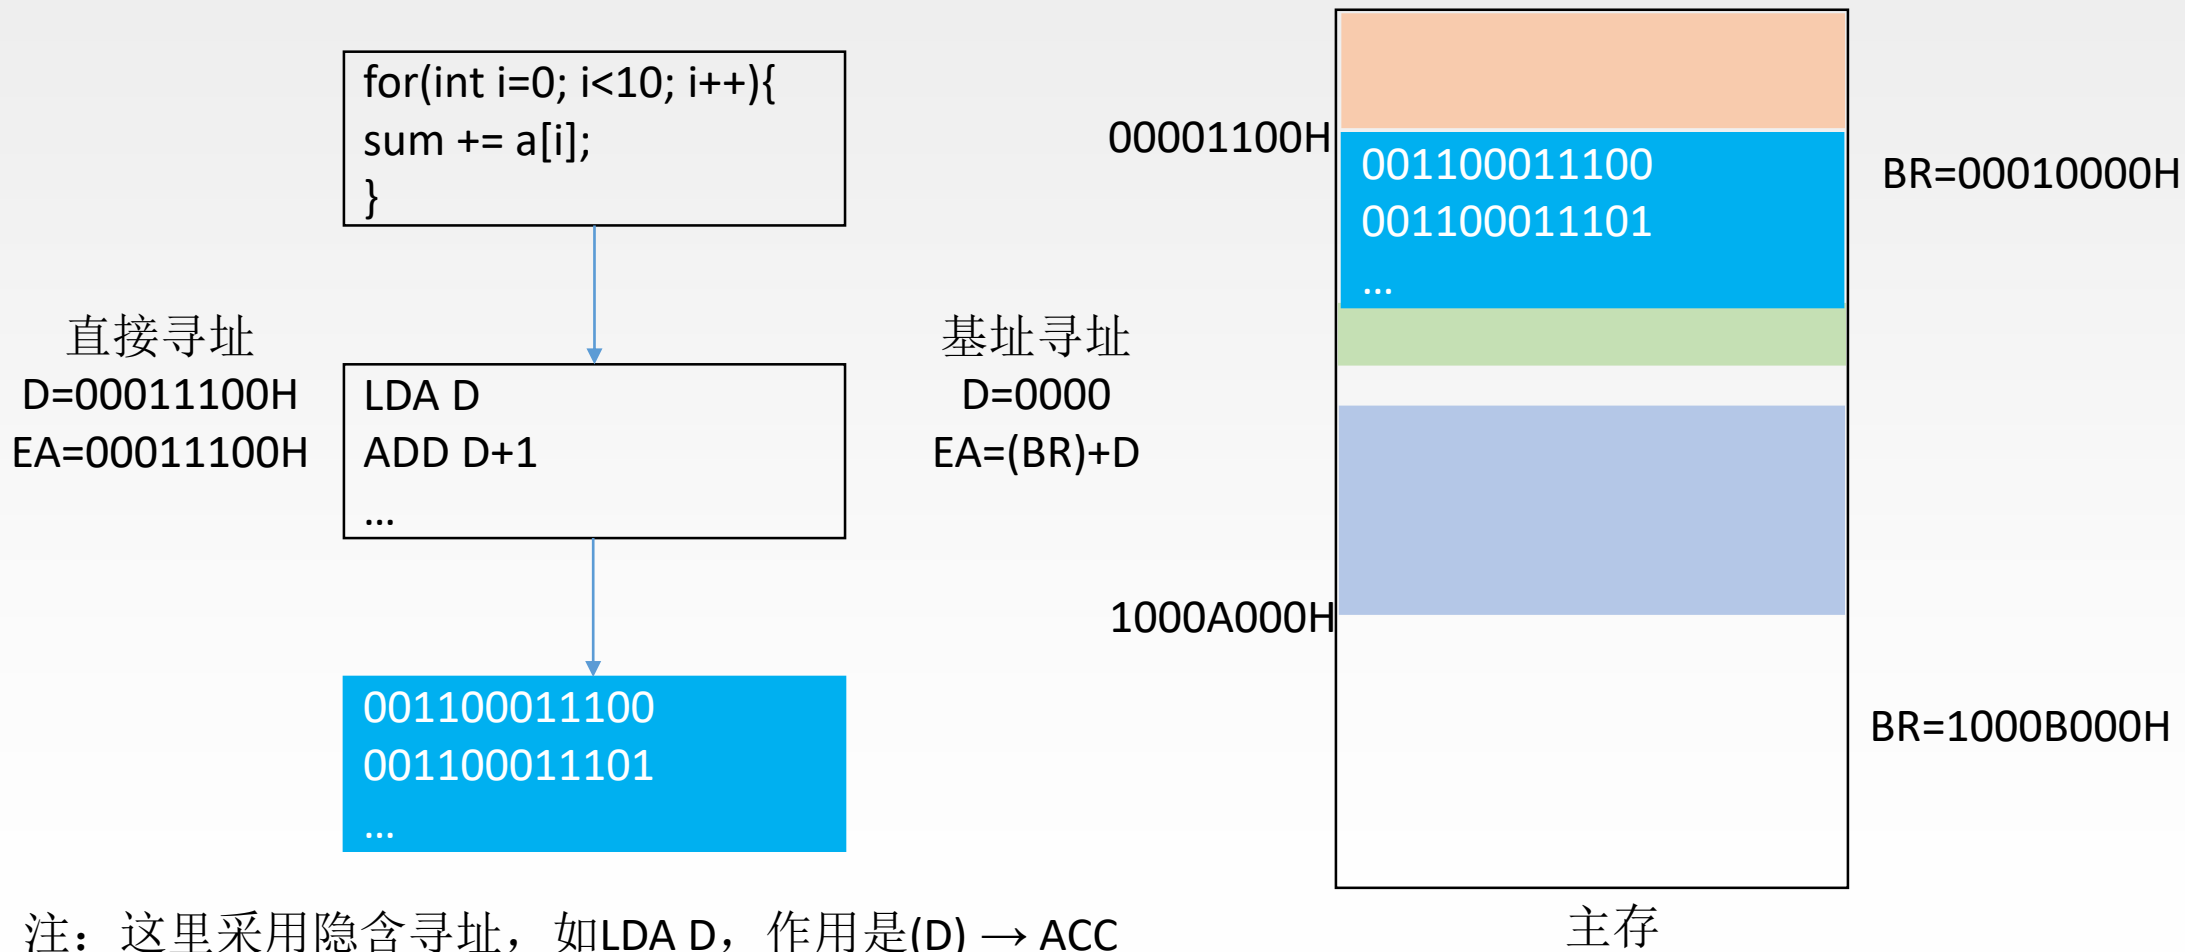 for(int i=0; i<10; i++){
sum += a[i];
}
直接寻址
D=00011100H
EA=00011100H
LDA D
ADD D+1
…
基址寻址
D=0000
EA=(BR)+D
001100011100
001100011101
…
注：这里采用隐含寻址，如LDA D，作用是(D) → ACC
00001100H
001100011100
001100011101
…
BR=00010000H
1000A000H
BR=1000B000H
主存